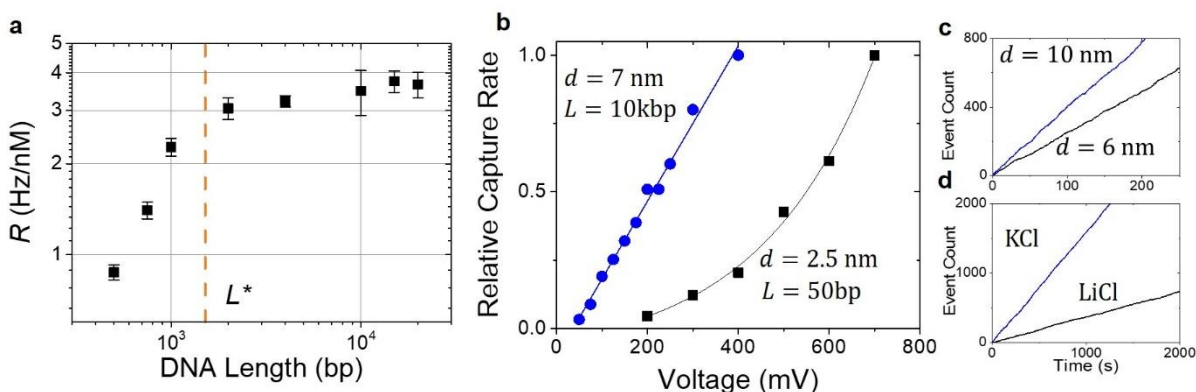 a
R (Hz/nM)
5
4
3
2
1
L*
10³
10⁴
DNA Length (bp)
b
Relative Capture Rate
1.0
0.5
0.0
d = 7 nm
L = 10kbp
d = 2.5 nm
L = 50bp
0
200
400
600
800
Voltage (mV)
c
Event Count
800
400
0
d = 10 nm
d = 6 nm
0
100
200
d
Event Count
2000
1000
0
KCl
LiCl
0
1000
2000
Time (s)